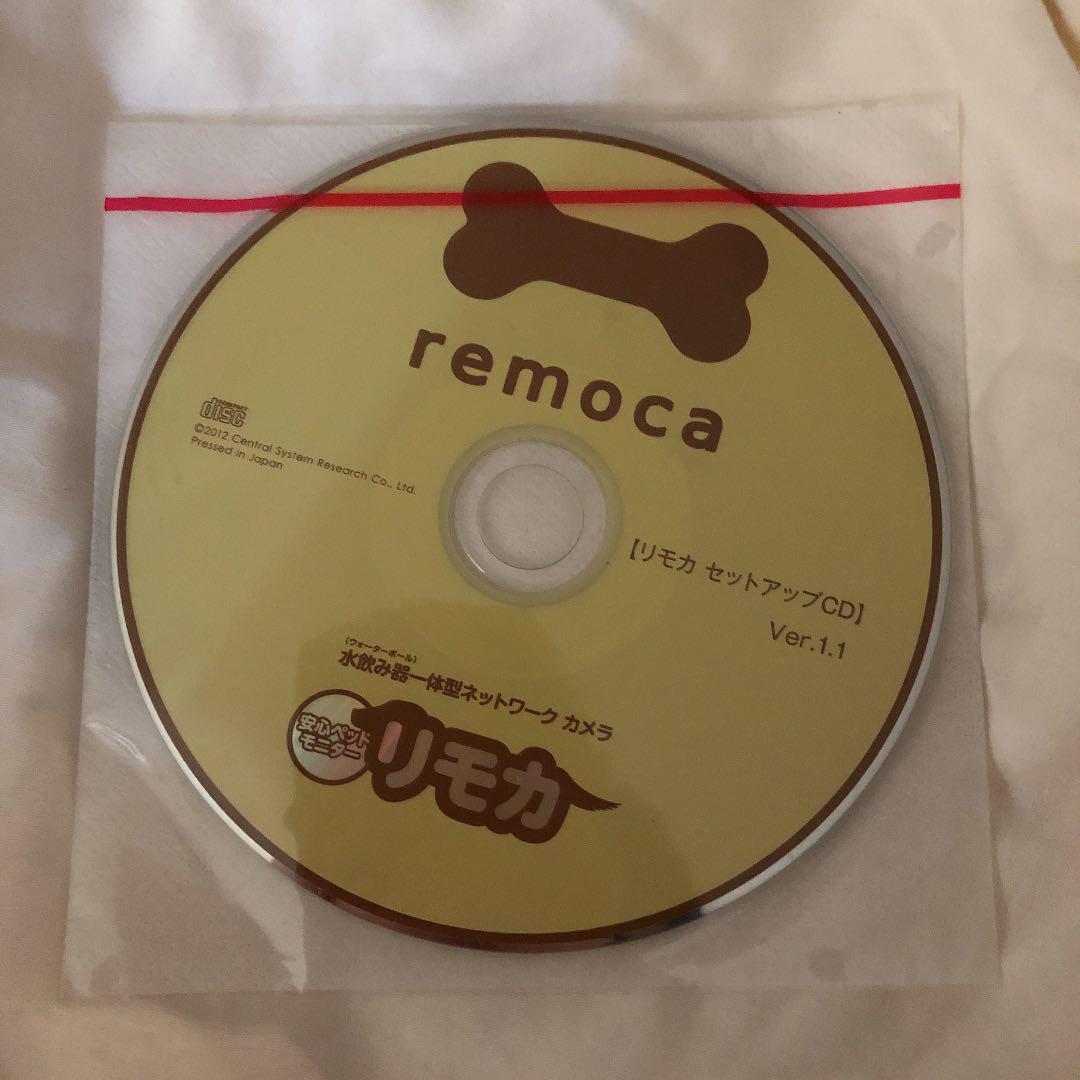 remoca
COMPACT
disc
©2012 Central System Research Co., Ltd.
Pressed in Japan
【リモカ セットアップCD】
Ver.1.1
(ウォーターボール)
水飲み器一体型ネットワーク カメラ
安心ペット
モニター
リモカ